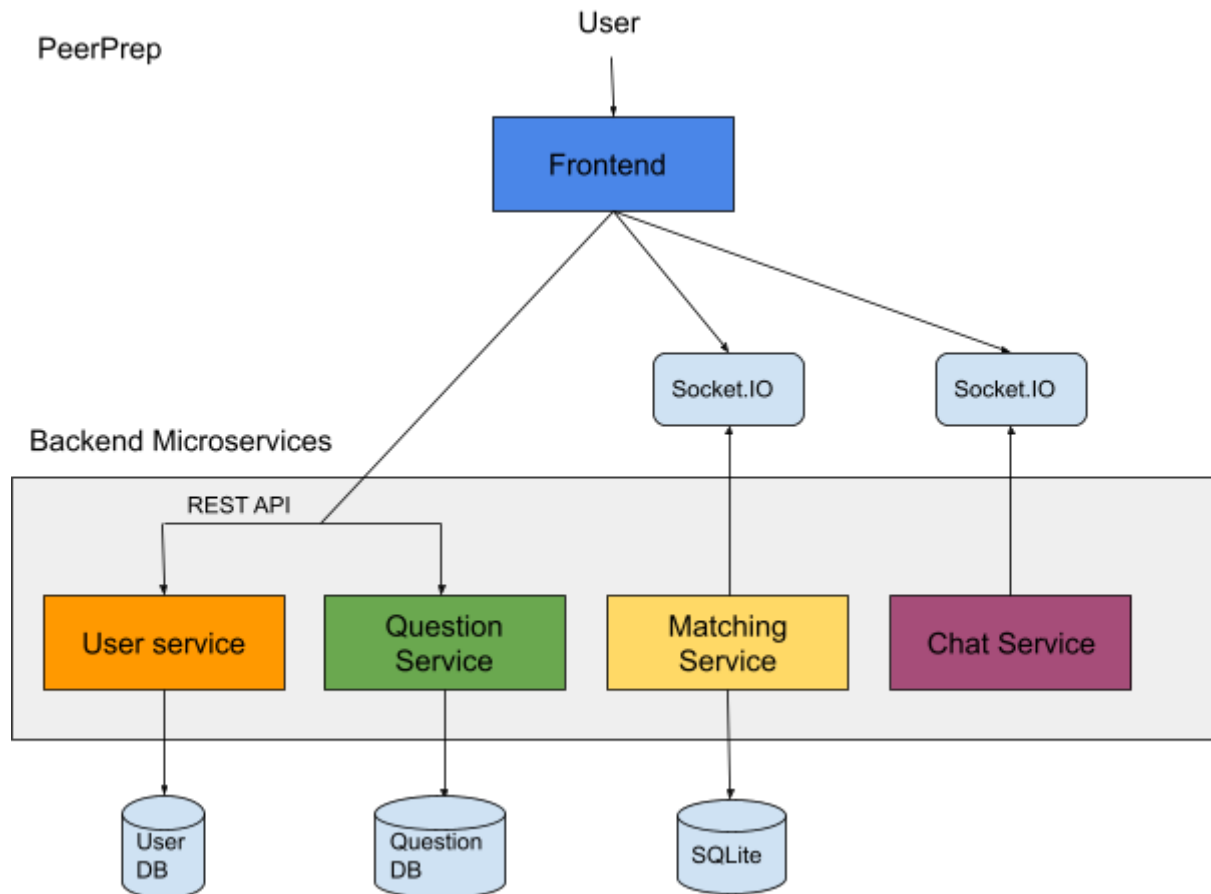 User
PeerPrep
Frontend
Socket.IO
Socket.IO
Backend Microservices
REST API
User service
Question
Service
Matching
Service
Chat Service
User
DB
Question
DB
SQLite